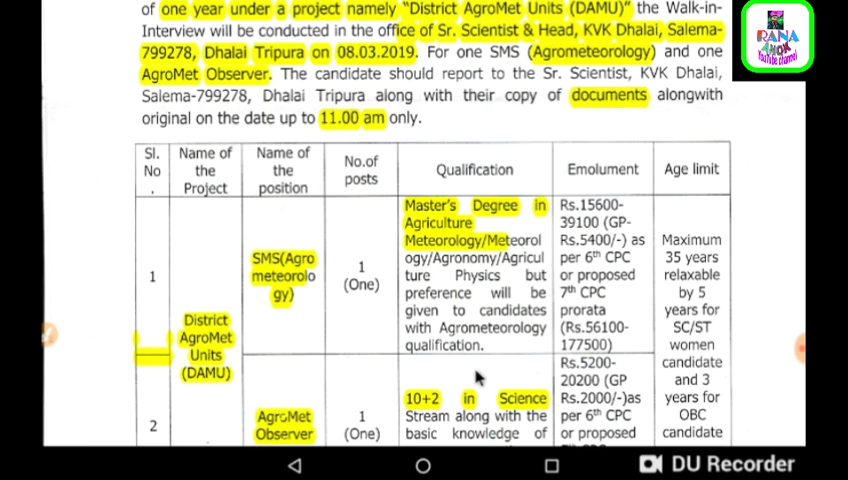 of one year under a project namely "District AgroMet Units (DAMU)" the Walk-in-
Interview will be conducted in the office of Sr. Scientist & Head, KVK Dhalai, Salema-
799278, Dhalai Tripura on 08.03.2019. For one SMS (Agrometeorology) and one
AgroMet Observer. The candidate should report to the Sr. Scientist, KVK Dhalai,
Salema-799278, Dhalai Tripura along with their copy of documents alongwith
original on the date up to 11.00 am only.
Sl.
No
.
Name of
the
Project
Name of
the
position
No.of
posts
Qualification
Emolument
Age limit
1
District
AgroMet
Units
(DAMU)
SMS(Agro
meteorolo
gy)
1
(One)
Master's Degree in
Agriculture
Meteorology/Meteorol
ogy/Agronomy/Agricul
ture Physics but
preference will be
given to candidates
with Agrometeorology
qualification.
Rs.15600-
39100 (GP-
Rs.5400/-) as
per 6th CPC
or proposed
7th CPC
prorata
(Rs.56100-
177500)
Maximum
35 years
relaxable
by 5
years for
SC/ST
women
candidate
and 3
years for
OBC
candidate
2
AgroMet
Observer
1
(One)
10+2 in Science
Stream along with the
basic knowledge of
Rs.5200-
20200 (GP
Rs.2000/-)as
per 6th CPC
or proposed
RANA
ANOK
YouTube channel
DU Recorder